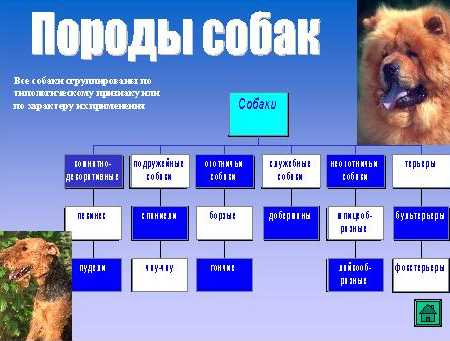 Породы собак
Все собаки сгруппированы по
типологическому признаку или
по характеру их применения
Собаки
комнатно-
декоративные
подружейные
собаки
охотничьи
собаки
служебные
собаки
неохотничьи
собаки
терьеры
пекинес
спаниели
борзые
доберманы
шпицеоб-
разные
бультерьеры
пудели
чау-чау
гончие
лайкооб-
разные
фокстерьеры